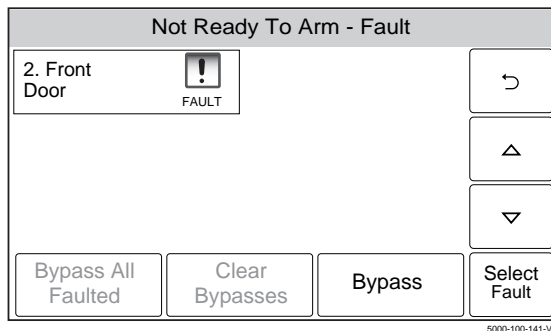 Not Ready To Arm - Fault
2. Front
Door
!
FAULT
Bypass All
Faulted
Clear
Bypasses
Bypass
Select
Fault
5000-100-141-V